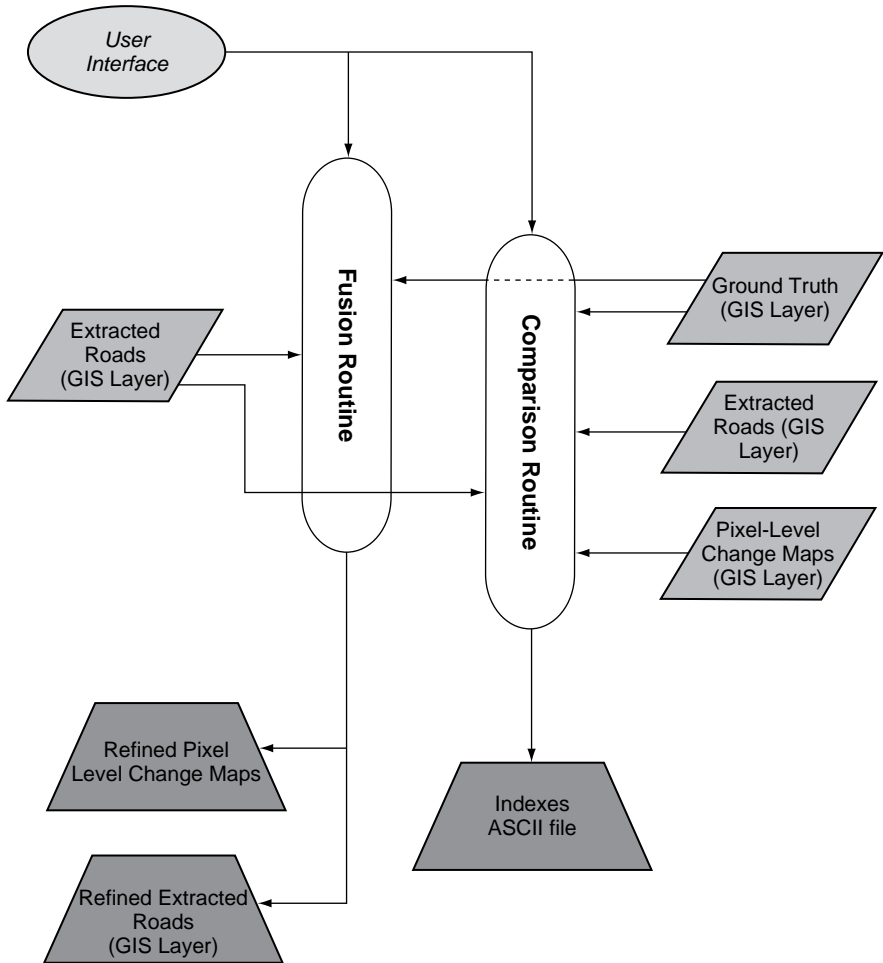 User
Interface
Fusion Routine
Comparison Routine
Ground Truth
(GIS Layer)
Extracted
Roads
(GIS Layer)
Extracted
Roads (GIS
Layer)
Pixel-Level
Change Maps
(GIS Layer)
Refined Pixel
Level Change Maps
Indexes
ASCII file
Refined Extracted
Roads
(GIS Layer)